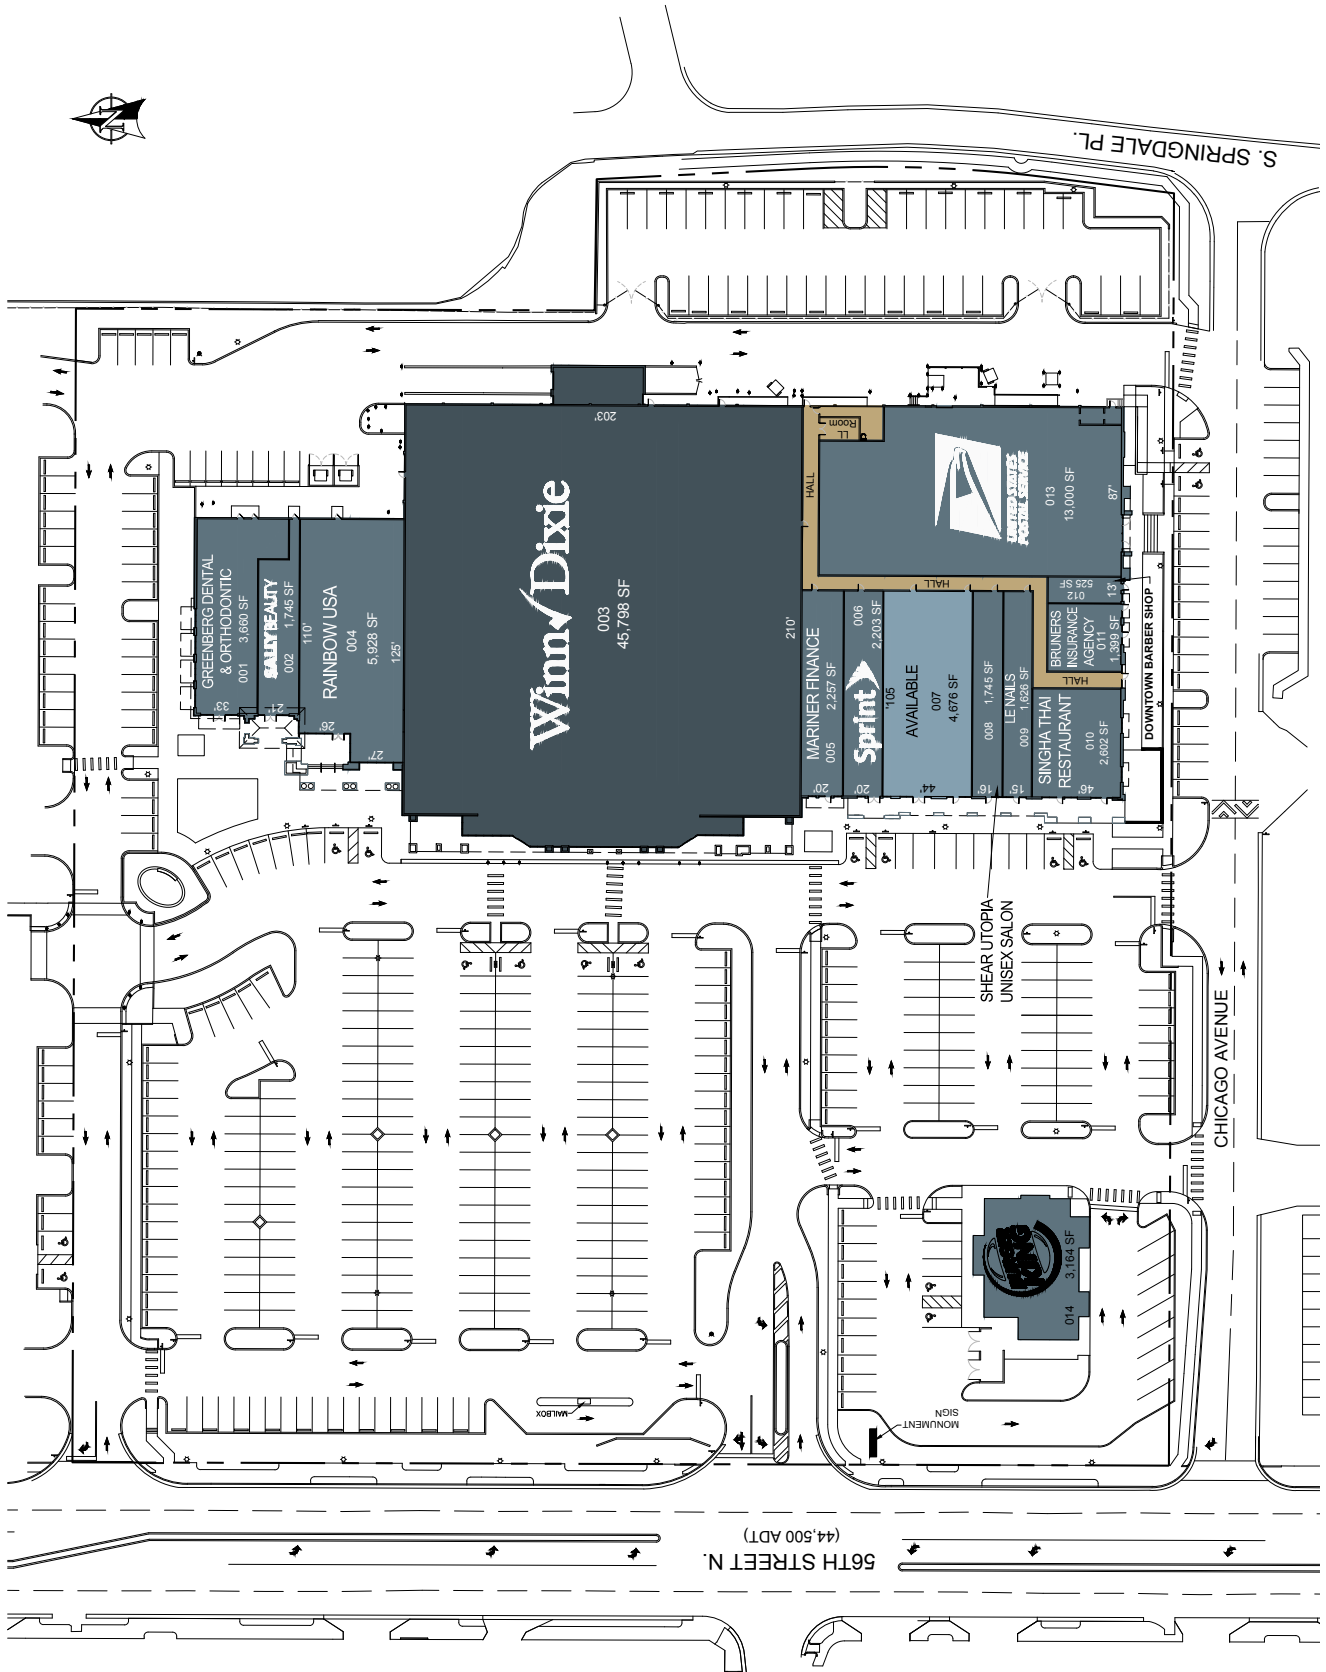 N
S. SPRINGDALE PL.
GREENBERG DENTAL
& ORTHODONTIC
001 3,660 SF
33'
SALLY BEAUTY
002 1,745 SF
21'
110'
RAINBOW USA
004
5,928 SF
125'
26'
27'
203'
Winn Dixie
003
45,798 SF
210'
HALL
LL
Room
UNITED STATES
POSTAL SERVICE
013
13,000 SF
87'
HALL
MARINER FINANCE
005 2,257 SF
20'
Sprint
006
2,203 SF
20'
'105
AVAILABLE
007
4,676 SF
44'
008 1,745 SF
16'
LE NAILS
009 1,626 SF
15'
SINGHA THAI
RESTAURANT
010
2,602 SF
46'
HALL
BRUNERS
INSURANCE
AGENCY
011
1,399 SF
012
525 SF
13'
DOWNTOWN BARBER SHOP
SHEAR UTOPIA
UNISEX SALON
CHICAGO AVENUE
BURGER
KING
014 3,164 SF
MONUMENT
SIGN
MAILBOX
56TH STREET N.
(44,500 ADT)